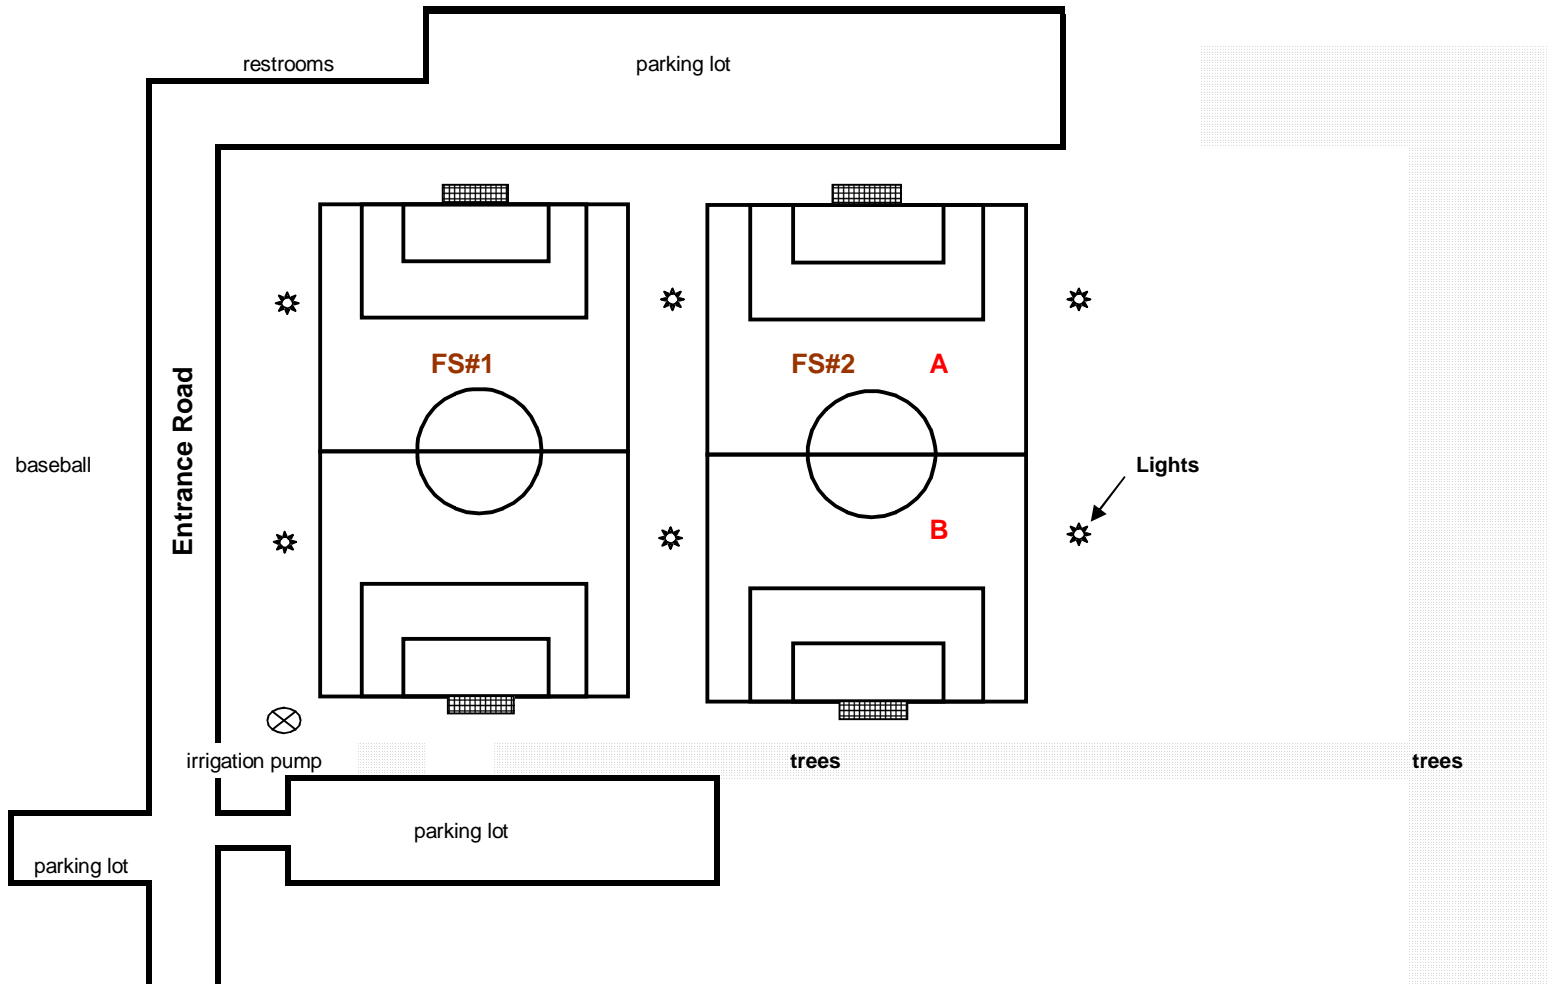 restrooms
parking lot
FS#1
FS#2
A
Entrance Road
baseball
Lights
B
irrigation pump
trees
trees
parking lot
parking lot